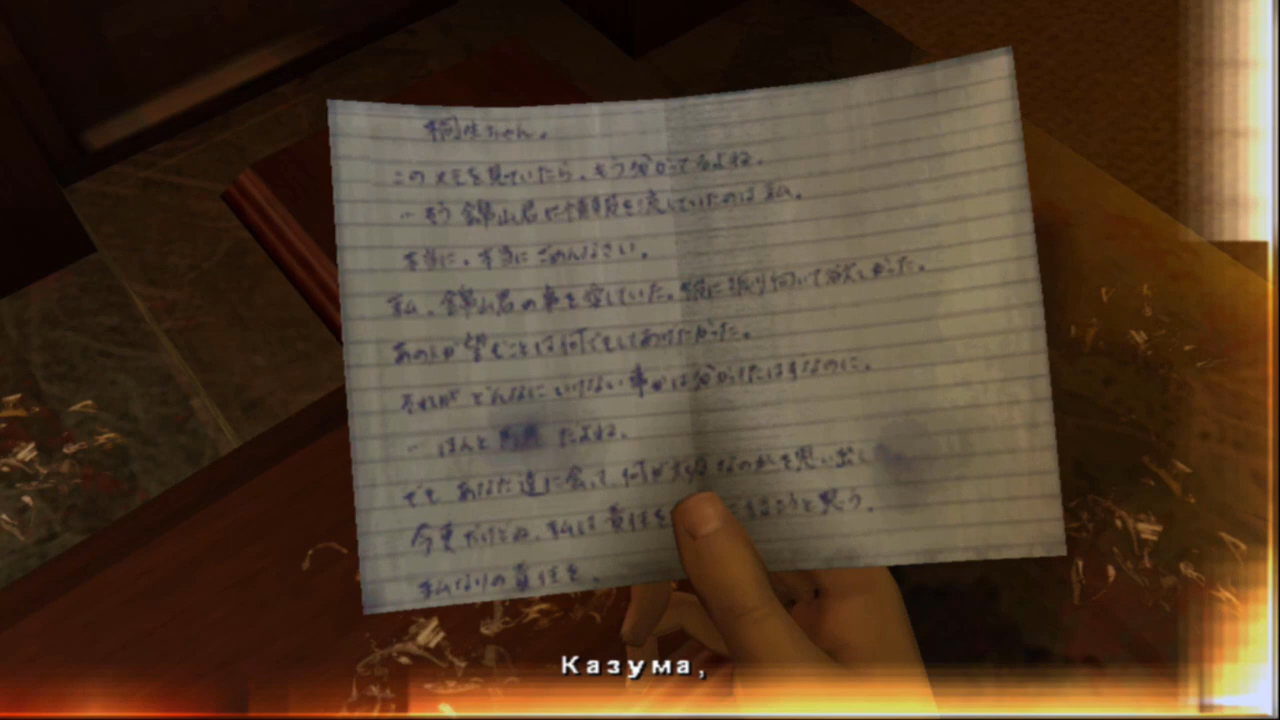 桐生ちゃん。
このメモを見ていたら、もう分かってるよね。
一 もう 錦山君に情報を流していたのは 私。
本当に、本当に ごめんなさい。
私、錦山君の事を愛していた。 に振り向いて欲しかった。
あの人が 望むことは何でもしてあげたかった。
それが どんなに いけない事かは分かってたはずなのに。
一 ほんと だよね。
でも あなた達に会って 何が大切なのかを思い出し
今更だけどね、私は 責任を 思う。
私なりの責任を。
Казума,